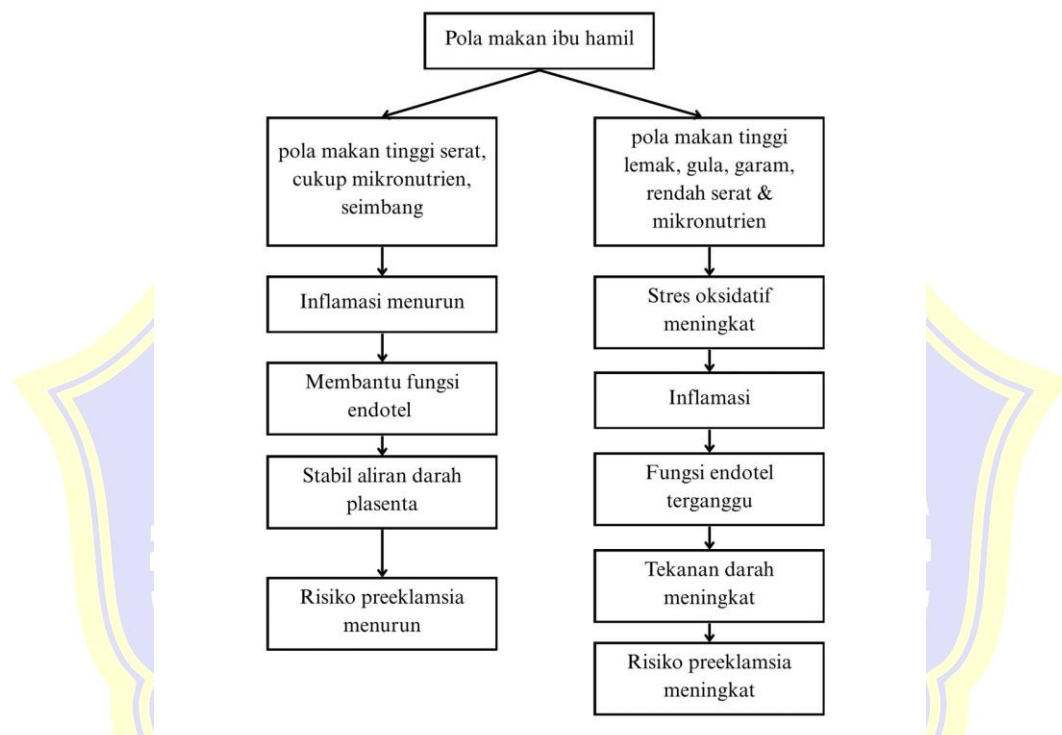 Pola makan ibu hamil
pola makan tinggi serat,
cukup mikronutrien,
seimbang
Inflamasi menurun
Membantu fungsi
endotel
Stabil aliran darah
plasenta
Risiko preeklamsia
menurun
pola makan tinggi
lemak, gula, garam,
rendah serat &
mikronutrien
Stres oksidatif
meningkat
Inflamasi
Fungsi endotel
terganggu
Tekanan darah
meningkat
Risiko preeklamsia
meningkat